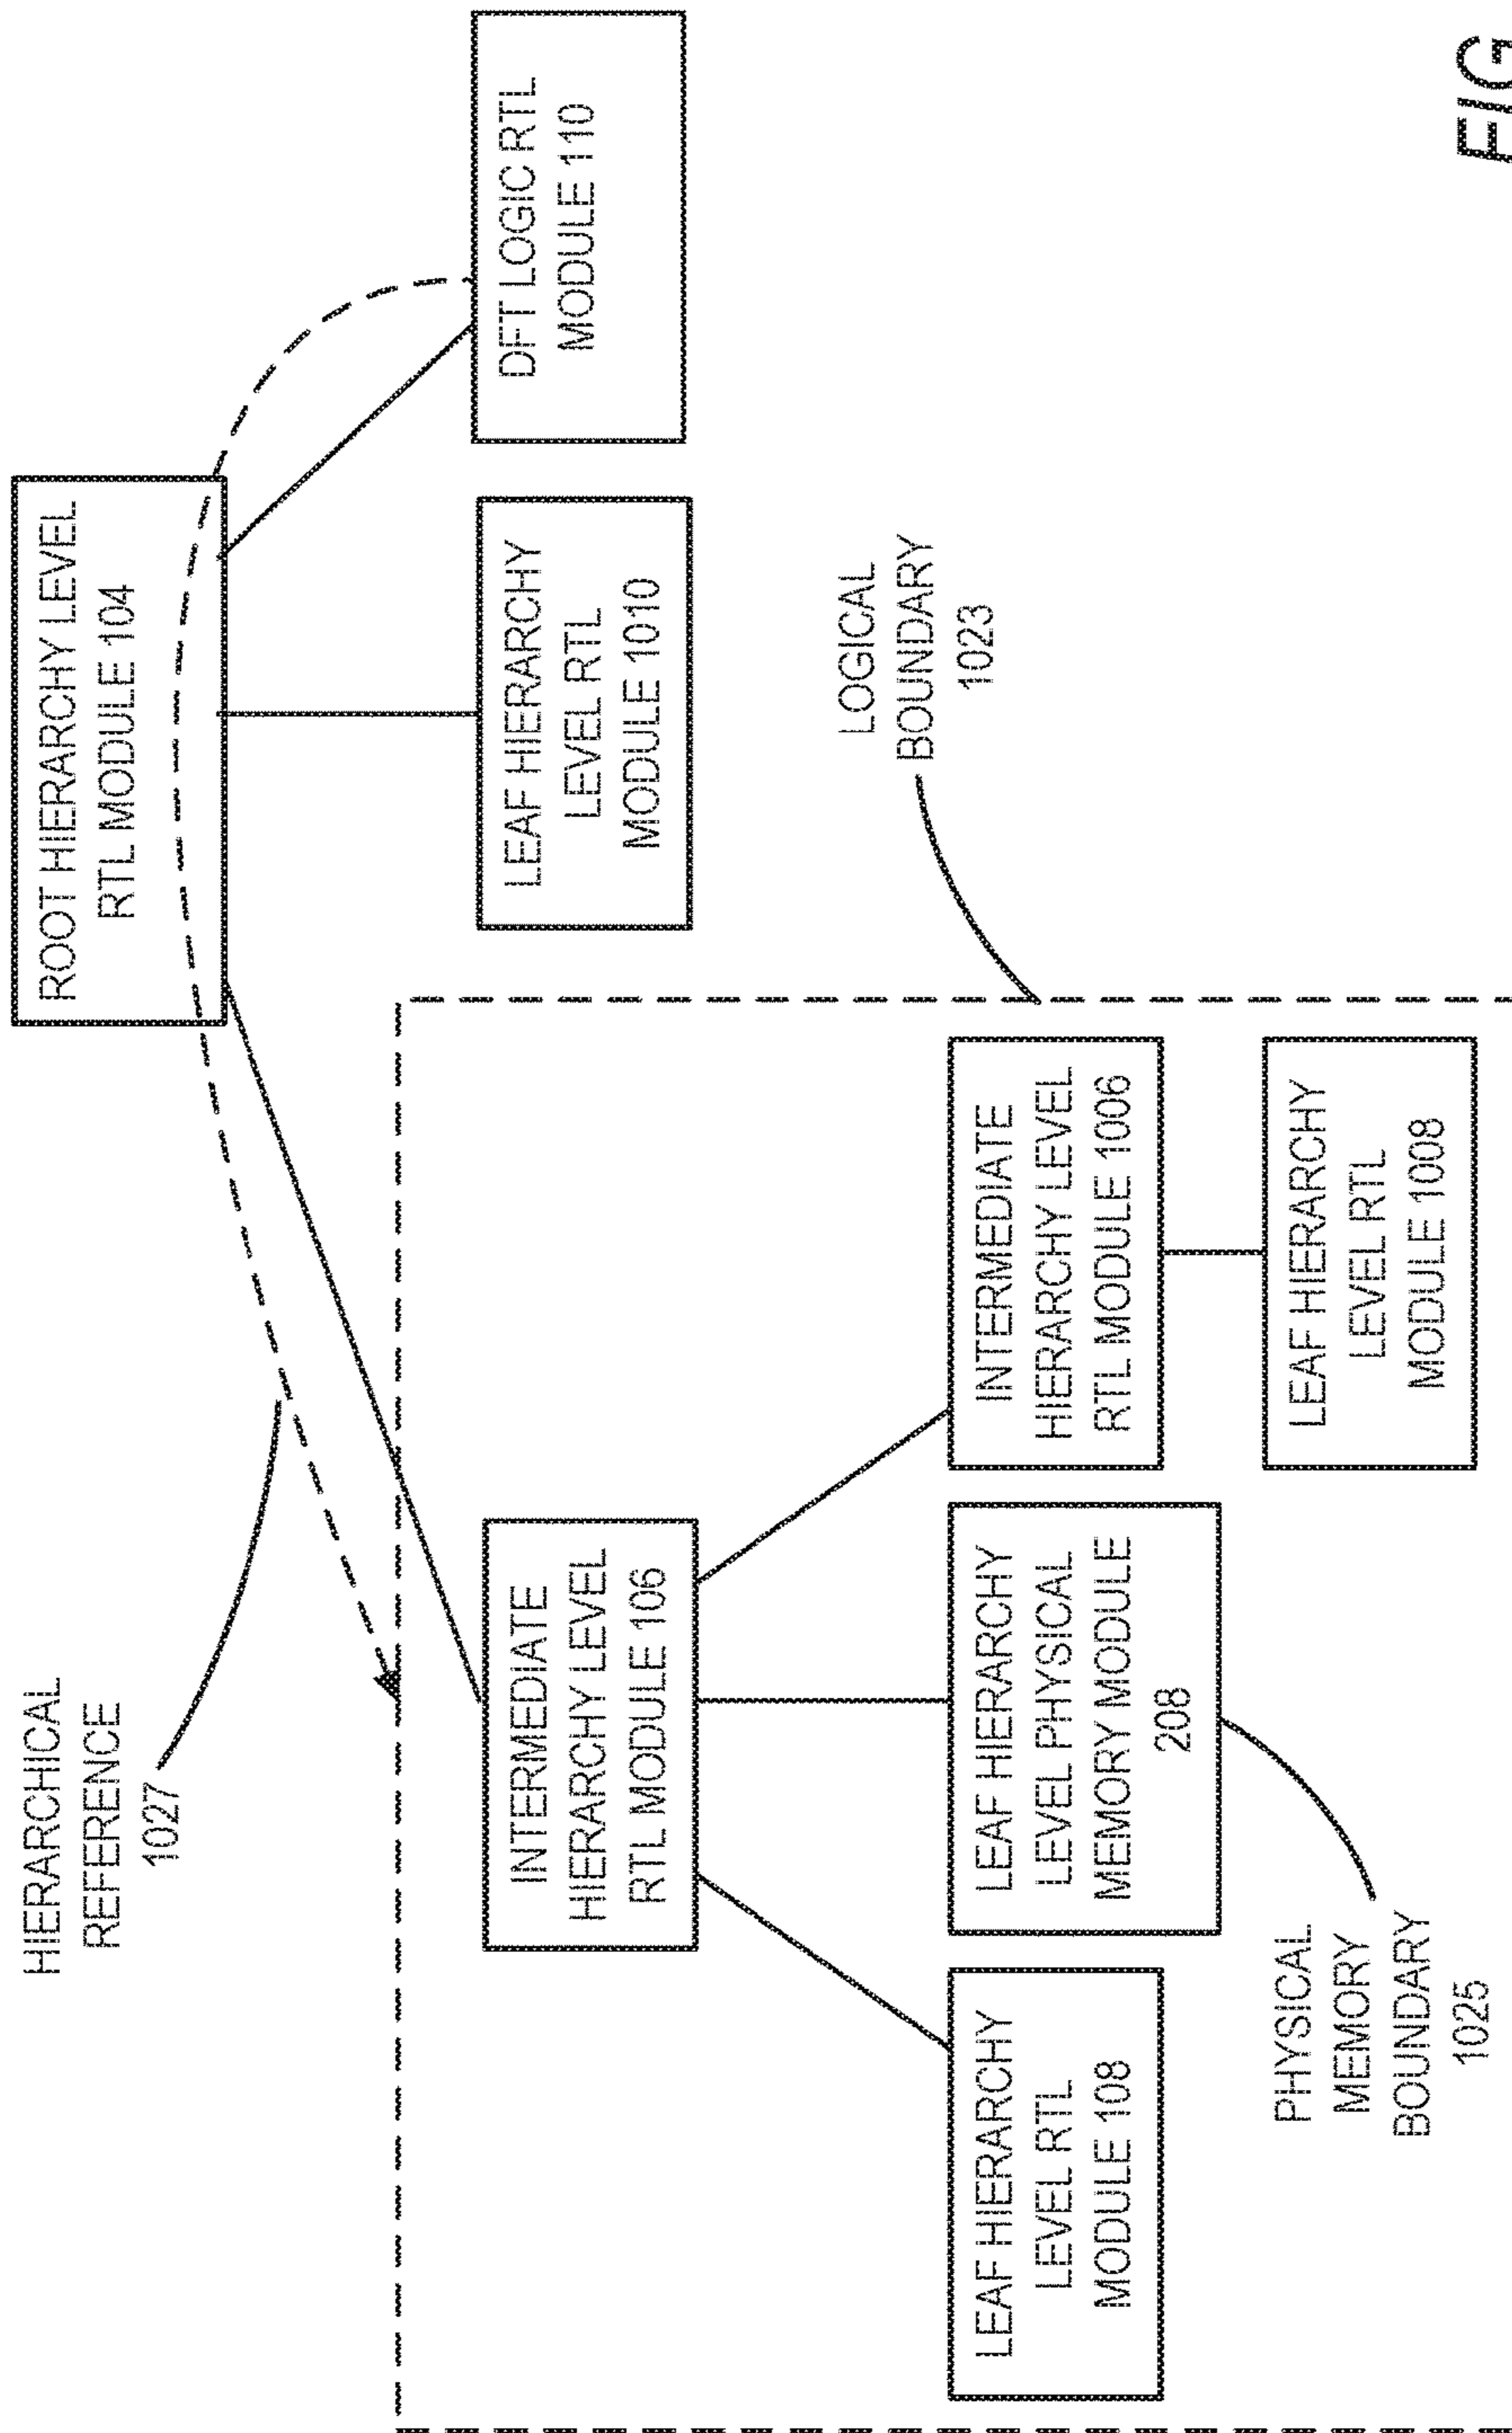 HIERARCHICAL
REFERENCE
1027
ROOT HIERARCHY LEVEL
RTL MODULE 104
INTERMEDIATE
HIERARCHY LEVEL
RTL MODULE 106
LEAF HIERARCHY
LEVEL RTL
MODULE 1010
DFT LOGIC RTL
MODULE 110
LOGICAL
BOUNDARY
1023
LEAF HIERARCHY
LEVEL RTL
MODULE 108
LEAF HIERARCHY
LEVEL PHYSICAL
MEMORY MODULE
208
INTERMEDIATE
HIERARCHY LEVEL
RTL MODULE 1006
LEAF HIERARCHY
LEVEL RTL
MODULE 1008
PHYSICAL
MEMORY
BOUNDARY
1025
FIG